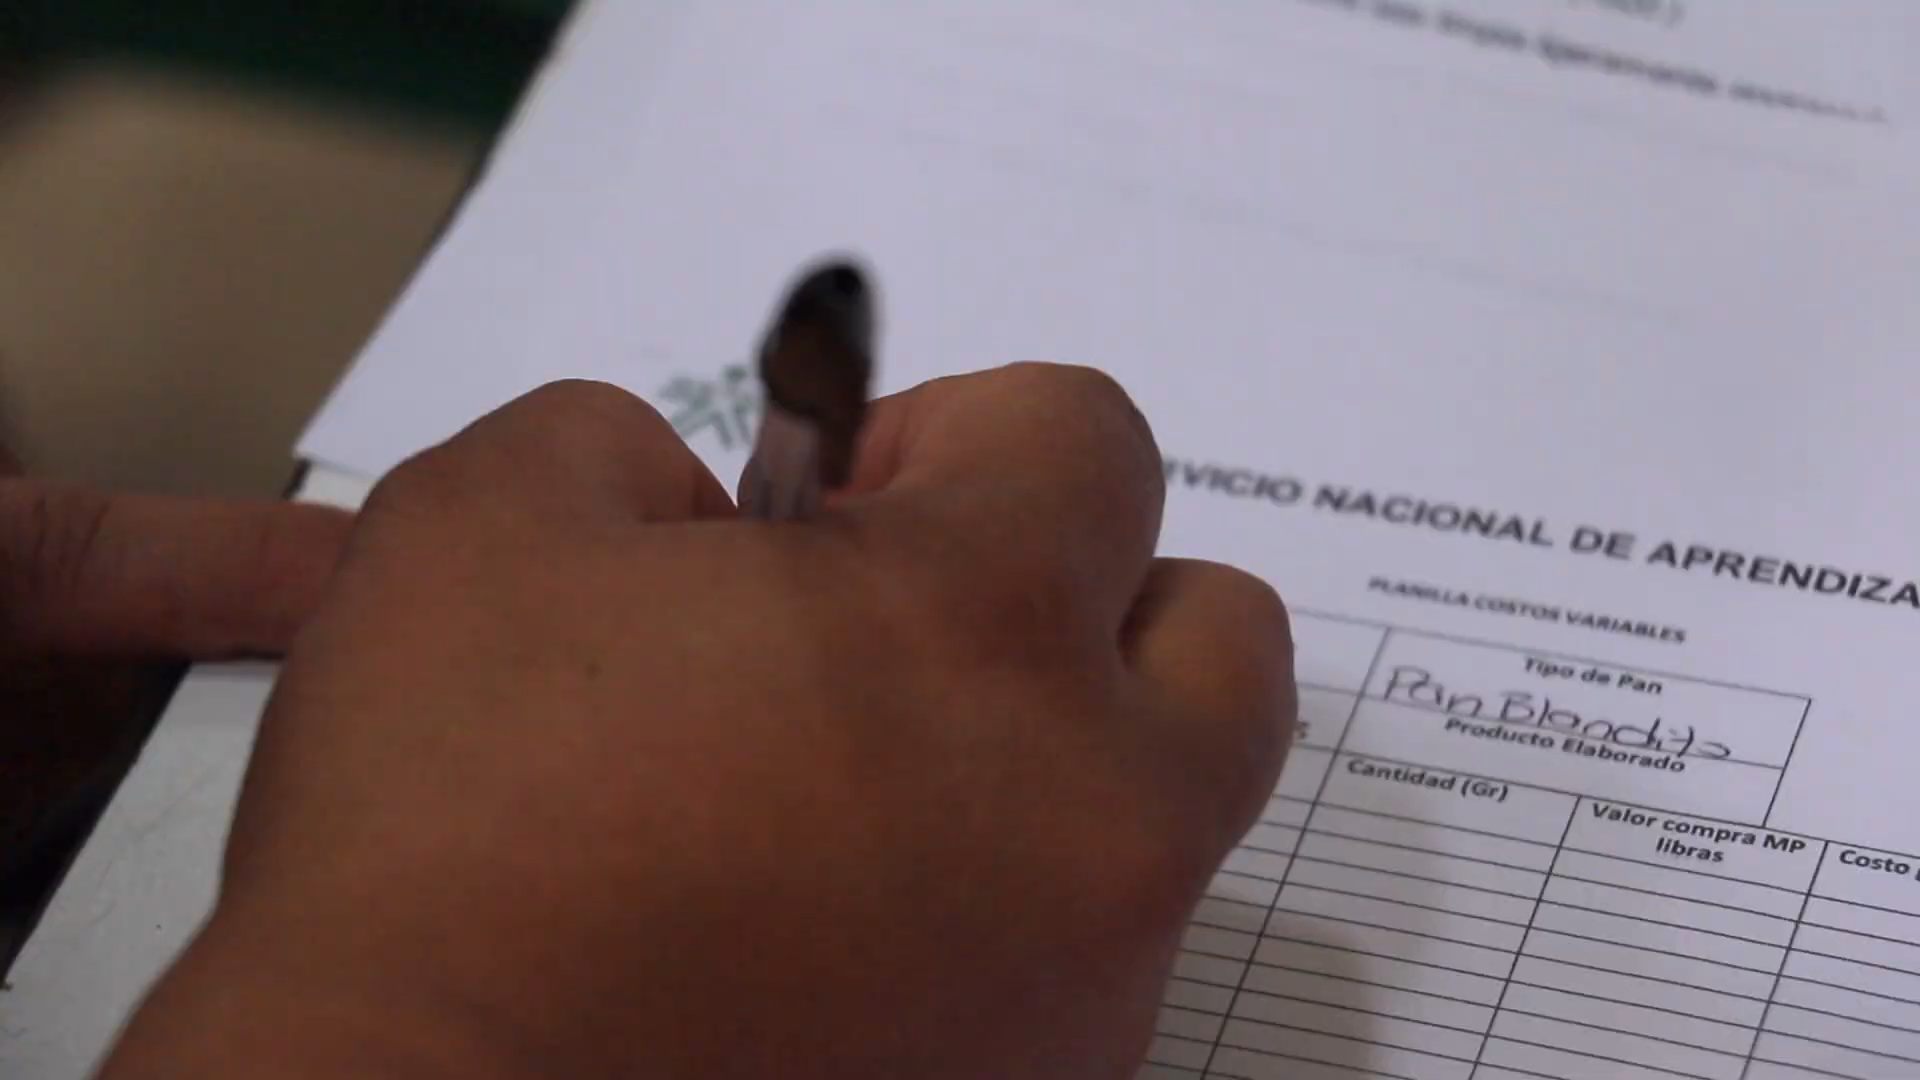 VICIO NACIONAL DE APRENDIZA
PLANILLA COSTOS VARIABLES
Tipo de Pan
Pan Blandito
Producto Elaborado
Cantidad (Gr)
Valor compra MP
libras
Costo